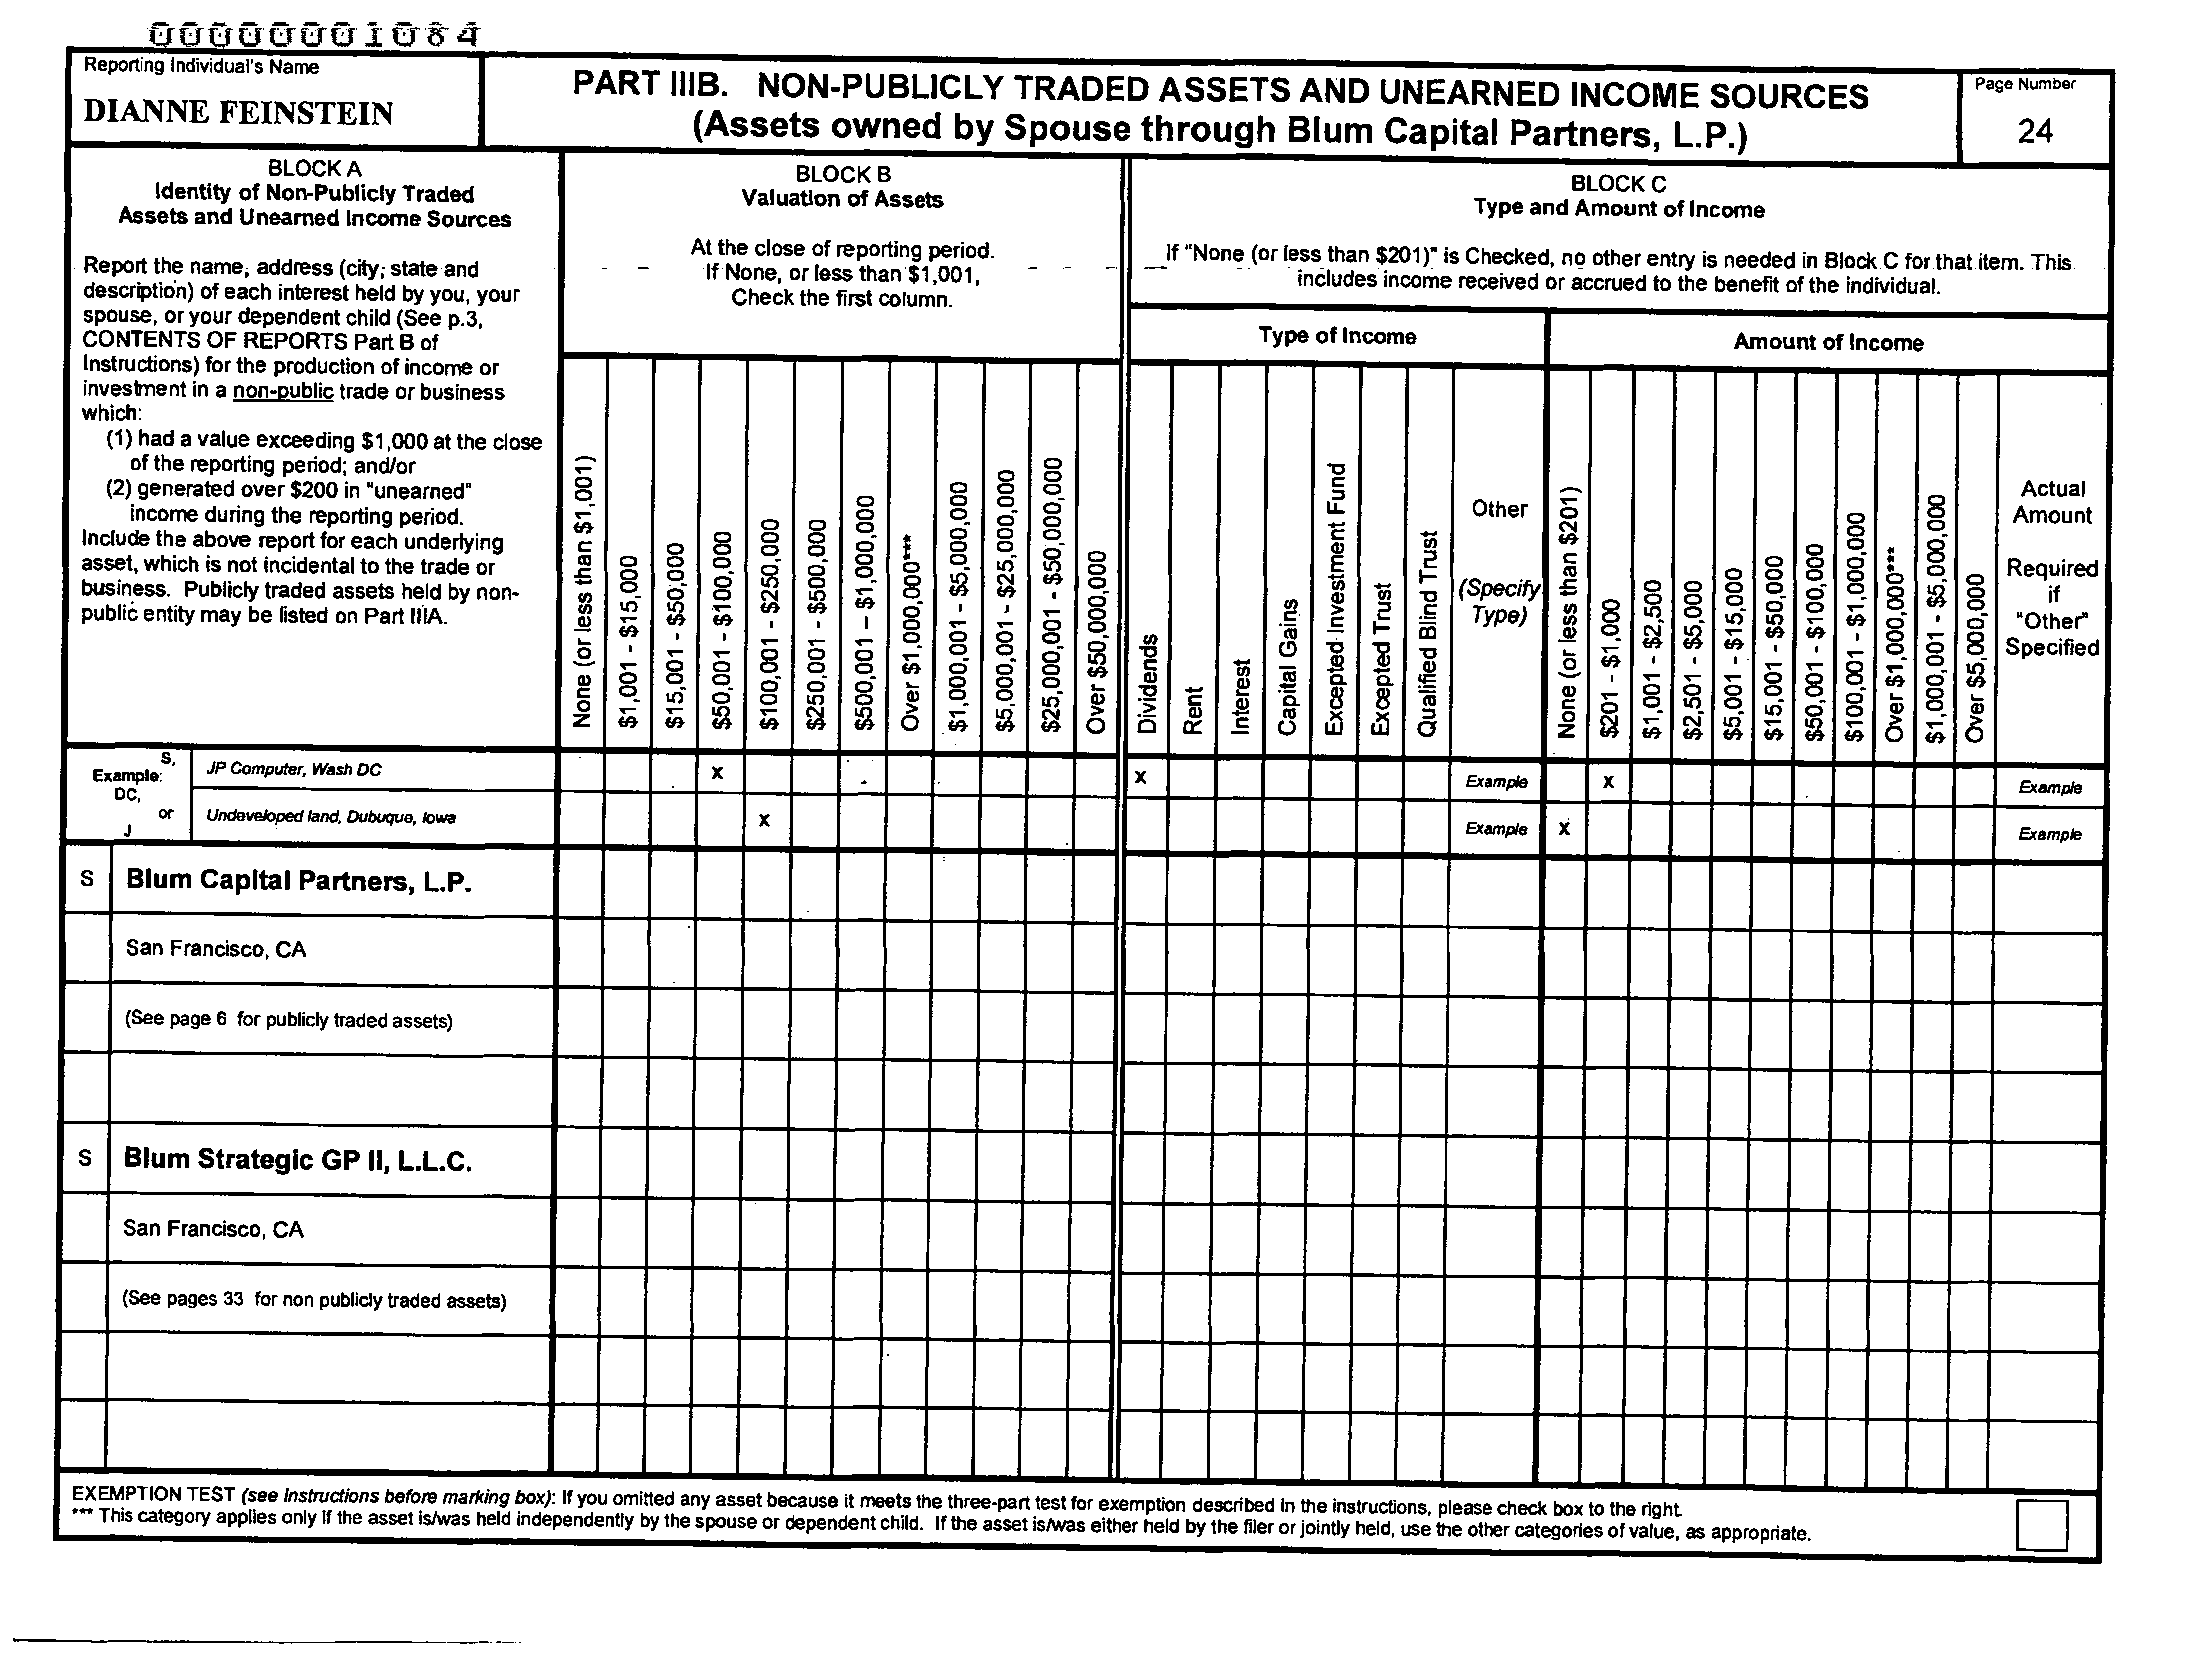 00000001084
Reporting Individual's Name
DIANNE FEINSTEIN
PART IIIB. NON-PUBLICLY TRADED ASSETS AND UNEARNED INCOME SOURCES
(Assets owned by Spouse through Blum Capital Partners, L.P.)
Page Number
24
BLOCK A
Identity of Non-Publicly Traded
Assets and Unearned Income Sources
Report the name, address (city, state and
description) of each interest held by you, your
spouse, or your dependent child (See p.3,
CONTENTS OF REPORTS Part B of
Instructions) for the production of income or
investment in a non-public trade or business
which:
(1) had a value exceeding $1,000 at the close
of the reporting period; and/or
(2) generated over $200 in "unearned"
income during the reporting period.
Include the above report for each underlying
asset, which is not incidental to the trade or
business. Publicly traded assets held by non-
public entity may be listed on Part IIIA.
BLOCK B
Valuation of Assets
At the close of reporting period.
If None, or less than $1,001,
Check the first column.
BLOCK C
Type and Amount of Income
If "None (or less than $201)" is Checked, no other entry is needed in Block C for that item. This
includes income received or accrued to the benefit of the individual.
Type of Income
Amount of Income
None (or less than $1,001)
$1,001 - $15,000
$15,001 - $50,000
$50,001 - $100,000
$100,001 - $250,000
$250,001 - $500,000
$500,001 – $1,000,000
Over $1,000,000***
$1,000,001 - $5,000,000
$5,000,001 - $25,000,000
$25,000,001 - $50,000,000
Over $50,000,000
Dividends
Rent
Interest
Capital Gains
Excepted Investment Fund
Excepted Trust
Qualified Blind Trust
Other
(Specify
Type)
None (or less than $201)
$201 - $1,000
$1,001 - $2,500
$2,501 - $5,000
$5,001 - $15,000
$15,001 - $50,000
$50,001 - $100,000
$100,001 - $1,000,000
Over $1,000,000***
$1,000,001 - $5,000,000
Over $5,000,000
Actual
Amount
Required
if
"Other"
Specified
S,
Example:
DC,
or
J
JP Computer, Wash DC x x Example x Example
Undeveloped land, Dubuque, Iowa x Example x Example
S Blum Capital Partners, L.P.
San Francisco, CA
(See page 6 for publicly traded assets)
S Blum Strategic GP II, L.L.C.
San Francisco, CA
(See pages 33 for non publicly traded assets)
EXEMPTION TEST (see Instructions before marking box): If you omitted any asset because it meets the three-part test for exemption described in the instructions, please check box to the right.
*** This category applies only if the asset is/was held independently by the spouse or dependent child. If the asset is/was either held by the filer or jointly held, use the other categories of value, as appropriate.